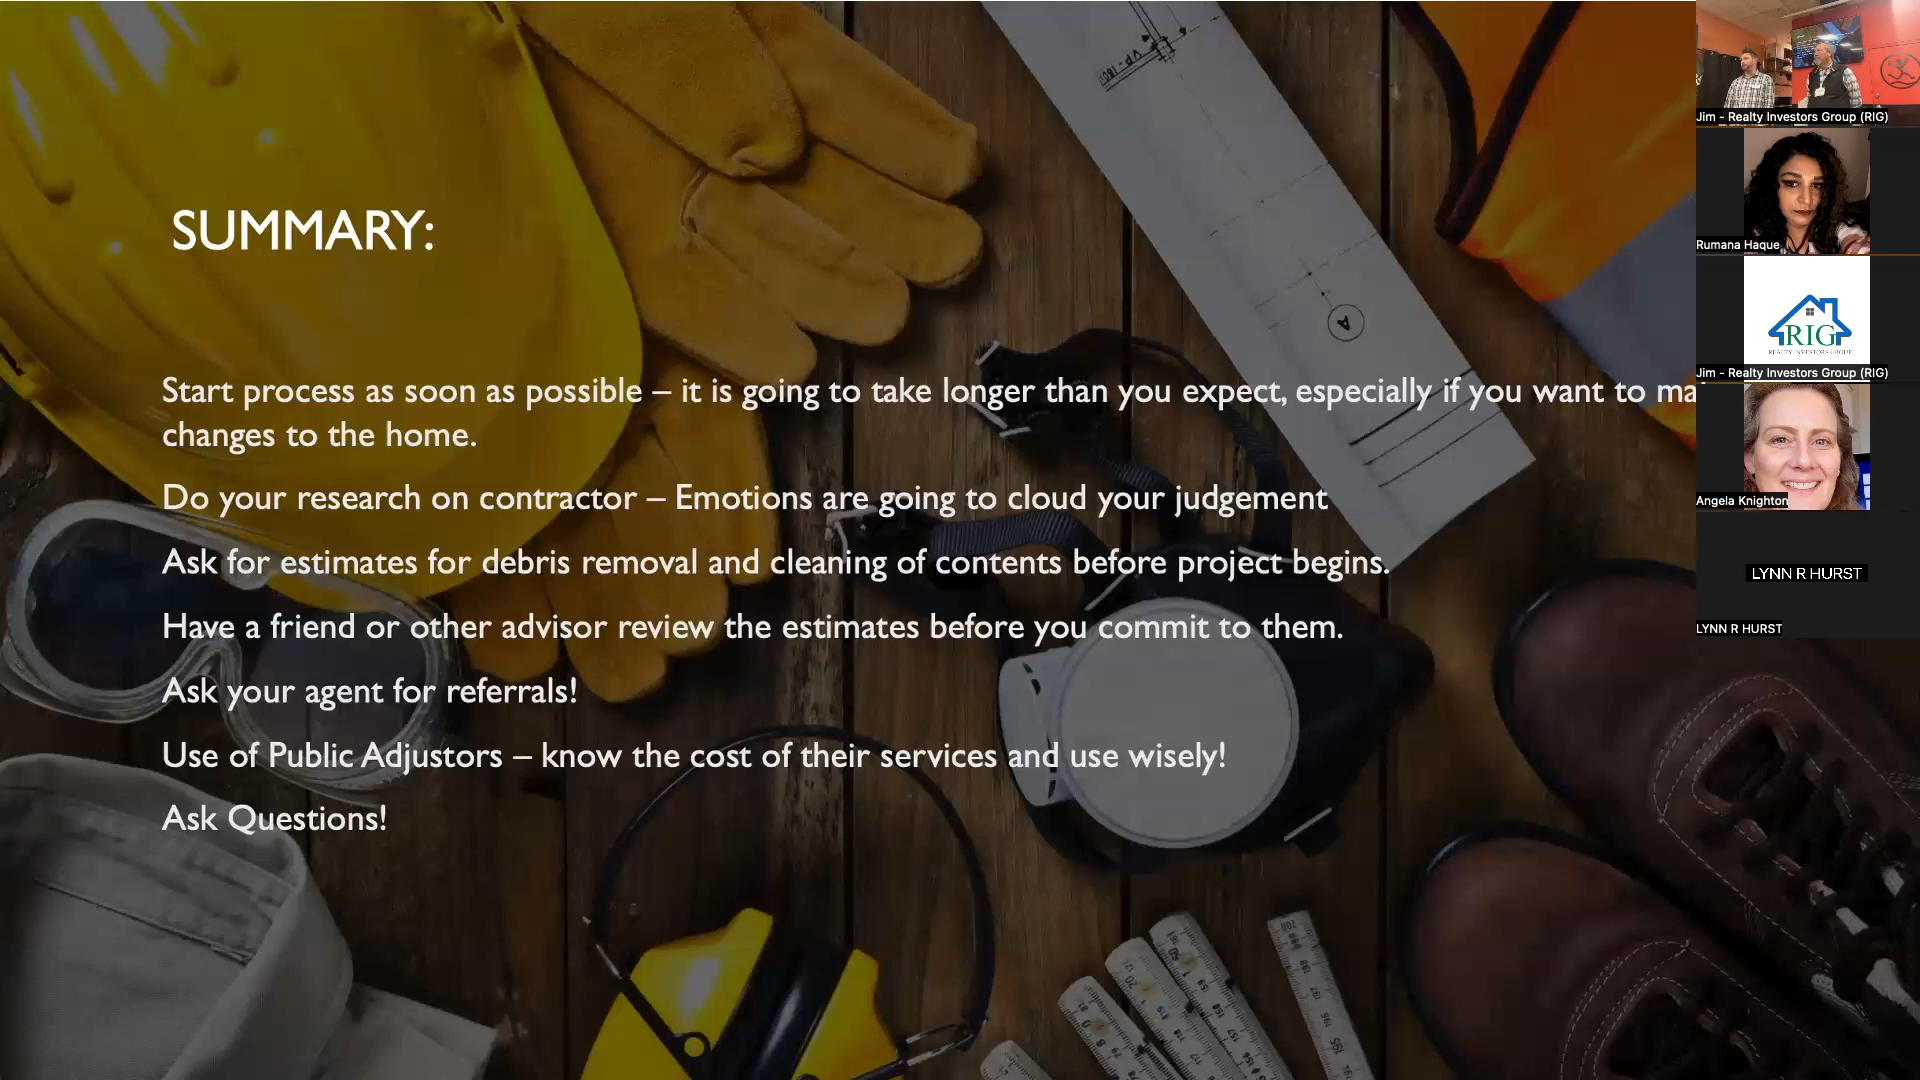 SUMMARY:
Start process as soon as possible – it is going to take longer than you expect, especially if you want to ma
changes to the home.
Do your research on contractor – Emotions are going to cloud your judgement
Ask for estimates for debris removal and cleaning of contents before project begins.
Have a friend or other advisor review the estimates before you commit to them.
Ask your agent for referrals!
Use of Public Adjustors – know the cost of their services and use wisely!
Ask Questions!
Jim - Realty Investors Group (RIG)
Rumana Haque
RIG
REALTY INVESTORS GROUP
Jim - Realty Investors Group (RIG)
Angela Knighton
LYNN R HURST
LYNN R HURST
A